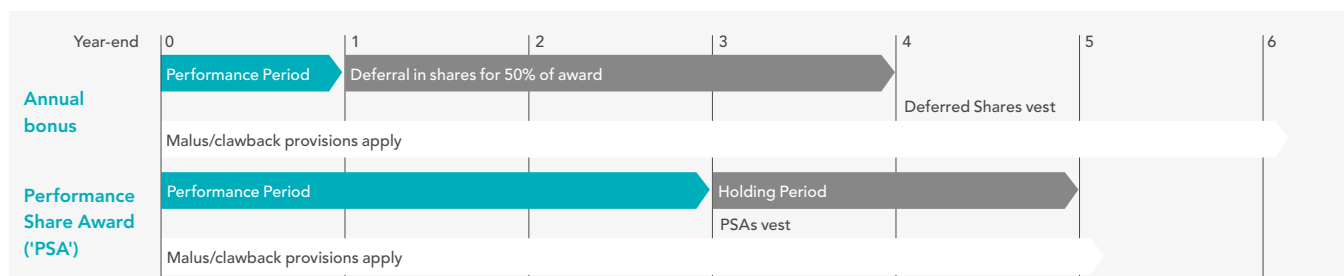 Year-end 0 1 2 3 4 5 6
Performance Period Deferral in shares for 50% of award
Annual
bonus
Deferred Shares vest
Malus/clawback provisions apply
Performance
Share Award
('PSA')
Performance Period Holding Period
PSAs vest
Malus/clawback provisions apply